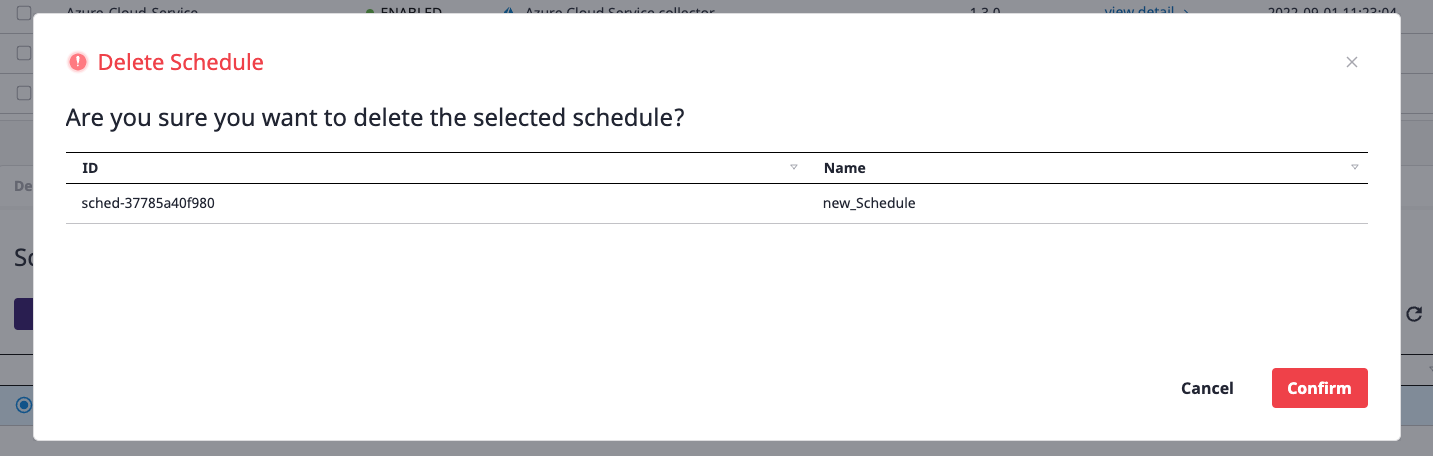 Azure-Cloud-Service ENABLED Azure Cloud Service collector 1.3.0 view detail 2022-09-01 11:23:04
Delete Schedule
Are you sure you want to delete the selected schedule?
ID Name
De
sched-37785a40f980 new_Schedule
Sc
Cancel Confirm